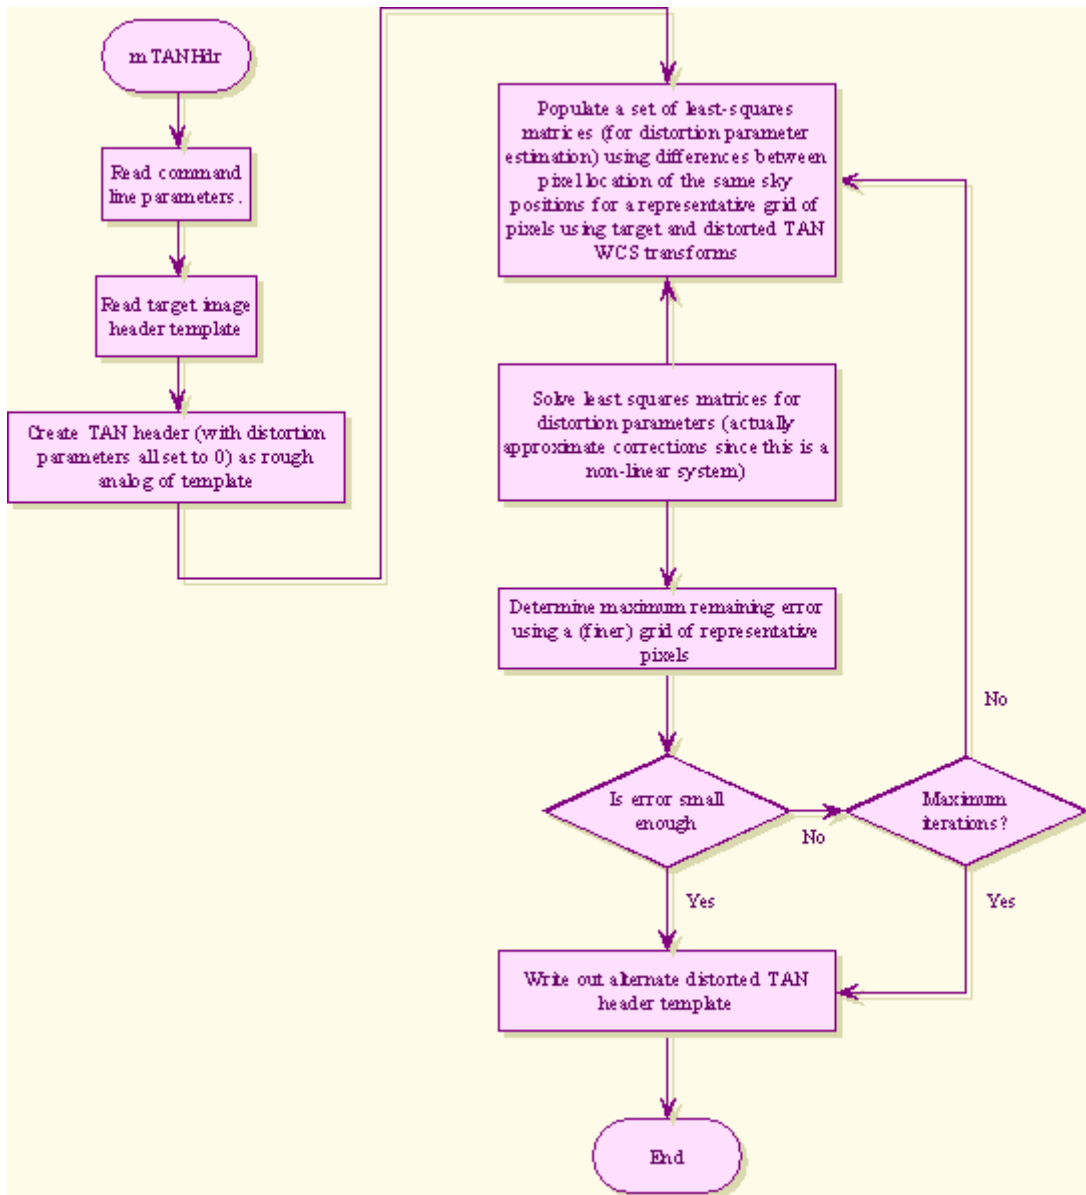 mTANHdr
Read command
line parameters.
Read target image
header template
Create TAN header (with distortion
parameters all set to 0) as rough
analog of template
Populate a set of least-squares
matrices (for distortion parameter
estimation) using differences between
pixel location of the same sky
positions for a representative grid of
pixels using target and distorted TAN
WCS transforms
Solve least squares matrices for
distortion parameters (actually
approximate corrections since this is a
non-linear system)
Determine maximum remaining error
using a (finer) grid of representative
pixels
Is error small
enough
No
Maximum
iterations?
No
Yes
Yes
Write out alternate distorted TAN
header template
End